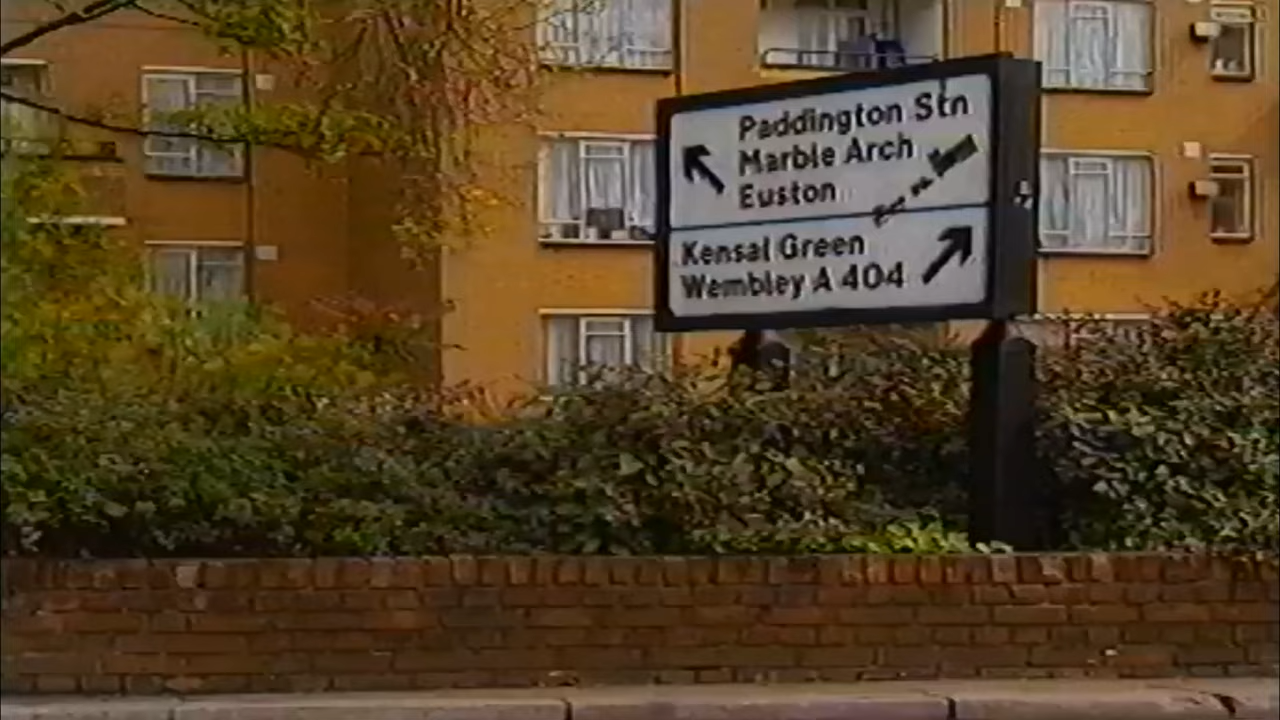 Paddington Stn
Marble Arch
Euston
Kensal Green
Wembley A 404